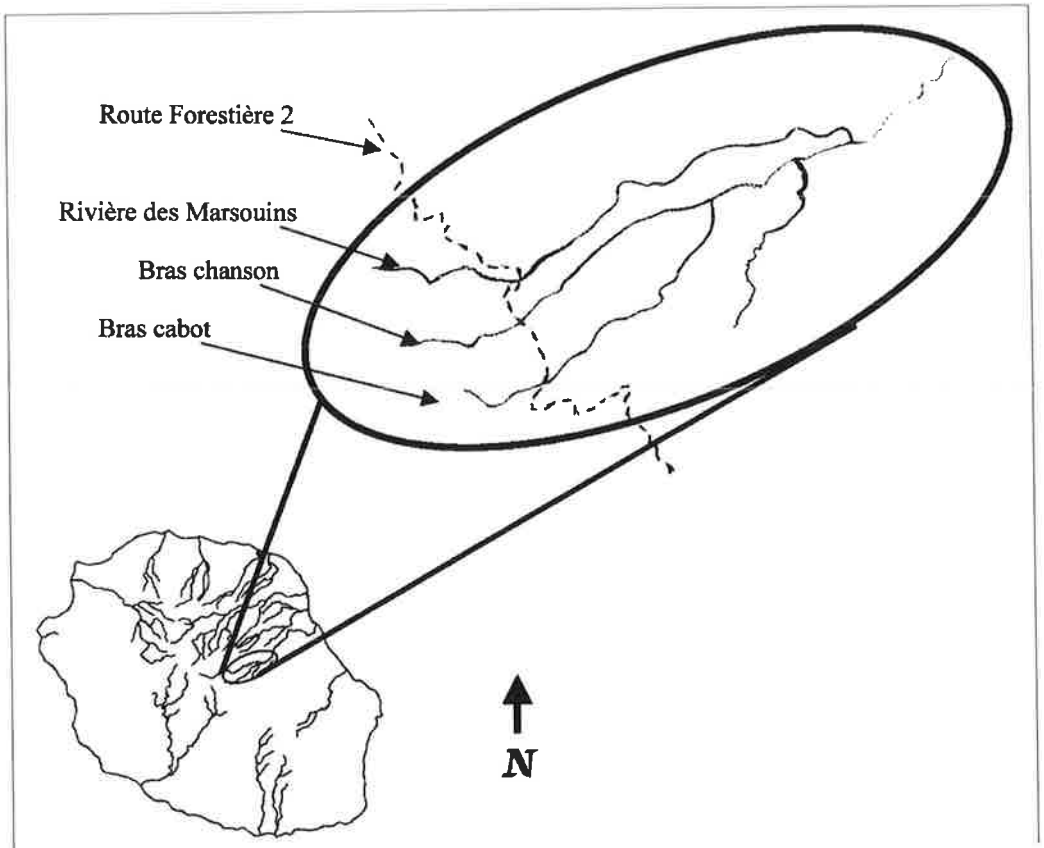 Route Forestière 2
Rivière des Marsouins
Bras chanson
Bras cabot
N